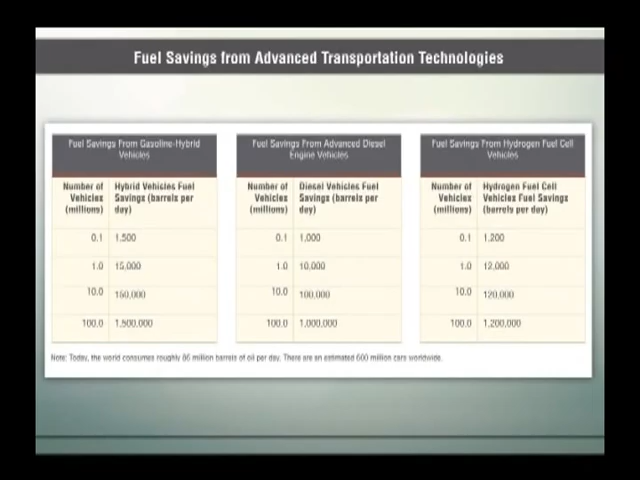 Fuel Savings from Advanced Transportation Technologies
Fuel Savings From Gasoline-Hybrid
Vehicles
Number of
Vehicles
(millions)
Hybrid Vehicles Fuel
Savings (barrels per
day)
0.1 1,500
1.0 15,000
10.0 150,000
100.0 1,500,000
Fuel Savings From Advanced Diesel
Engine Vehicles
Number of
Vehicles
(millions)
Diesel Vehicles Fuel
Savings (barrels per
day)
0.1 1,000
1.0 10,000
10.0 100,000
100.0 1,000,000
Fuel Savings From Hydrogen Fuel Cell
Vehicles
Number of
Vehicles
(millions)
Hydrogen Fuel Cell
Vehicles Fuel Savings
(barrels per day)
0.1 1,200
1.0 12,000
10.0 120,000
100.0 1,200,000
Note: Today, the world consumes roughly 86 million barrels of oil per day. There are an estimated 600 million cars worldwide.